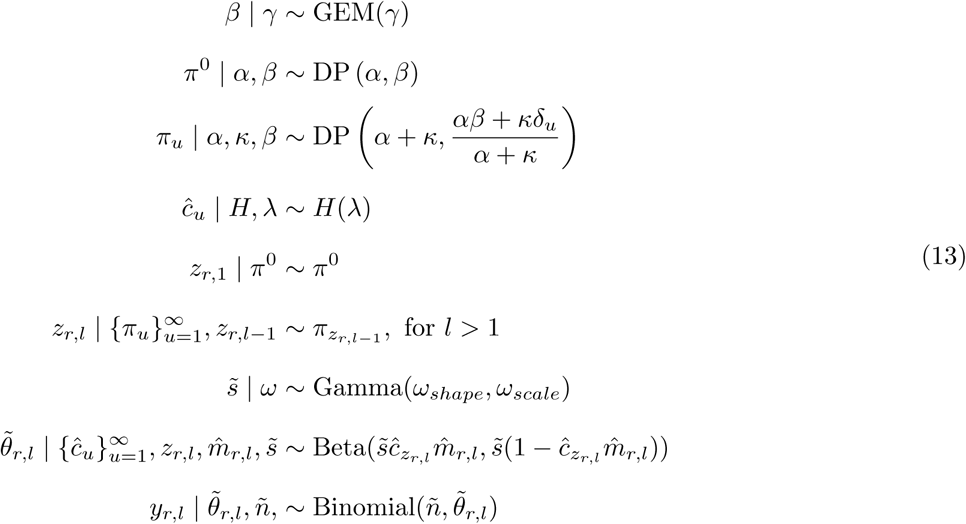 β | γ ∼ GEM(γ)
π⁰ | α, β ∼ DP (α, β)
π_u | α, κ, β ∼ DP (α + κ, (αβ + κδ_u)/(α + κ))
ĉ_u | H, λ ∼ H(λ)
z_{r,1} | π⁰ ∼ π⁰ (13)
z_{r,l} | {π_u}_{u=1}^∞, z_{r,l−1} ∼ π_{z_{r,l−1}}, for l > 1
s̃ | ω ∼ Gamma(ω_{shape}, ω_{scale})
θ̃_{r,l} | {ĉ_u}_{u=1}^∞, z_{r,l}, m̂_{r,l}, s̃ ∼ Beta(s̃ĉ_{z_{r,l}}m̂_{r,l}, s̃(1 − ĉ_{z_{r,l}}m̂_{r,l}))
y_{r,l} | θ̃_{r,l}, ñ, ∼ Binomial(ñ, θ̃_{r,l})